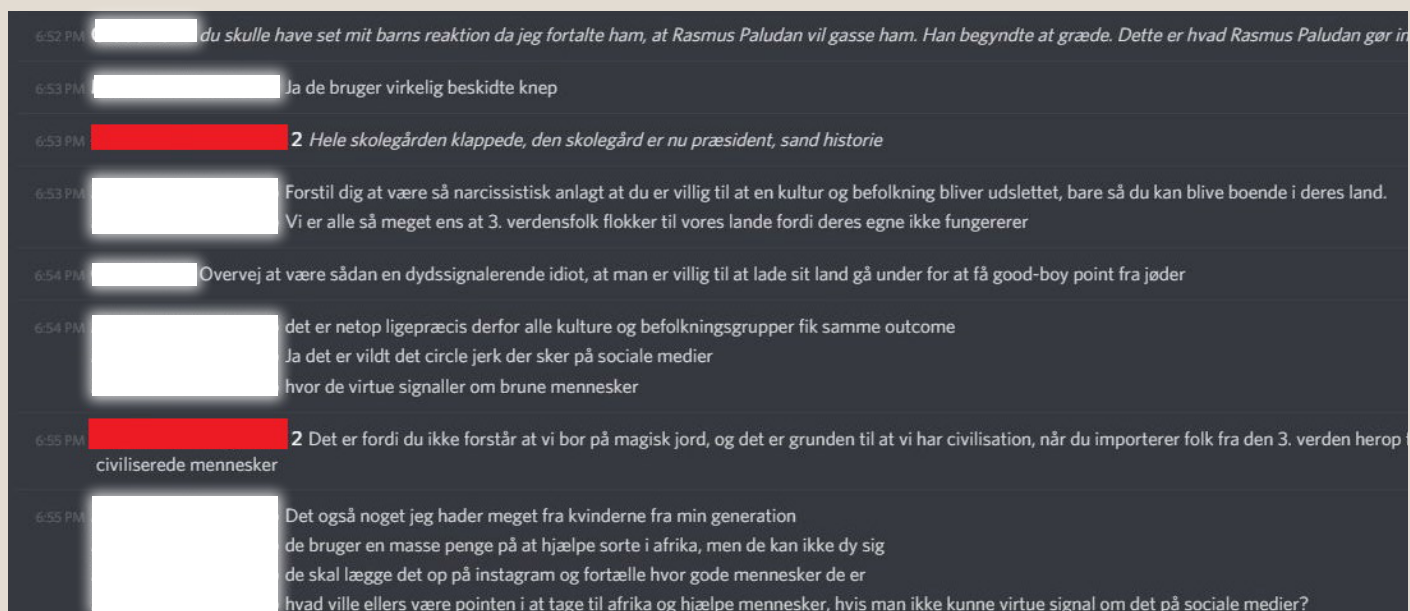 6:52 PM du skulle have set mit barns reaktion da jeg fortalte ham, at Rasmus Paludan vil gasse ham. Han begyndte at græde. Dette er hvad Rasmus Paludan gør
6:53 PM Ja de bruger virkelig beskidte knep
6:53 PM 2 Hele skolegården klappede, den skolegård er nu præsident, sand historie
6:53 PM Forstil dig at være så narcissistisk anlagt at du er villig til at en kultur og befolkning bliver udslettet, bare så du kan blive boende i deres land.
Vi er alle så meget ens at 3. verdensfolk flokker til vores lande fordi deres egne ikke fungererer
6:54 PM Overvej at være sådan en dydssignalerende idiot, at man er villig til at lade sit land gå under for at få good-boy point fra jøder
6:54 PM det er netop ligepræcis derfor alle kulture og befolkningsgrupper fik samme outcome
Ja det er vildt det circle jerk der sker på sociale medier
hvor de virtue signaller om brune mennesker
6:55 PM 2 Det er fordi du ikke forstår at vi bor på magisk jord, og det er grunden til at vi har civilisation, når du importerer folk fra den 3. verden herop
civiliserede mennesker
6:55 PM Det også noget jeg hader meget fra kvinderne fra min generation
de bruger en masse penge på at hjælpe sorte i afrika, men de kan ikke dy sig
de skal lægge det op på instagram og fortælle hvor gode mennesker de er
hvad ville ellers være pointen i at tage til afrika og hjælpe mennesker, hvis man ikke kunne virtue signal om det på sociale medier?